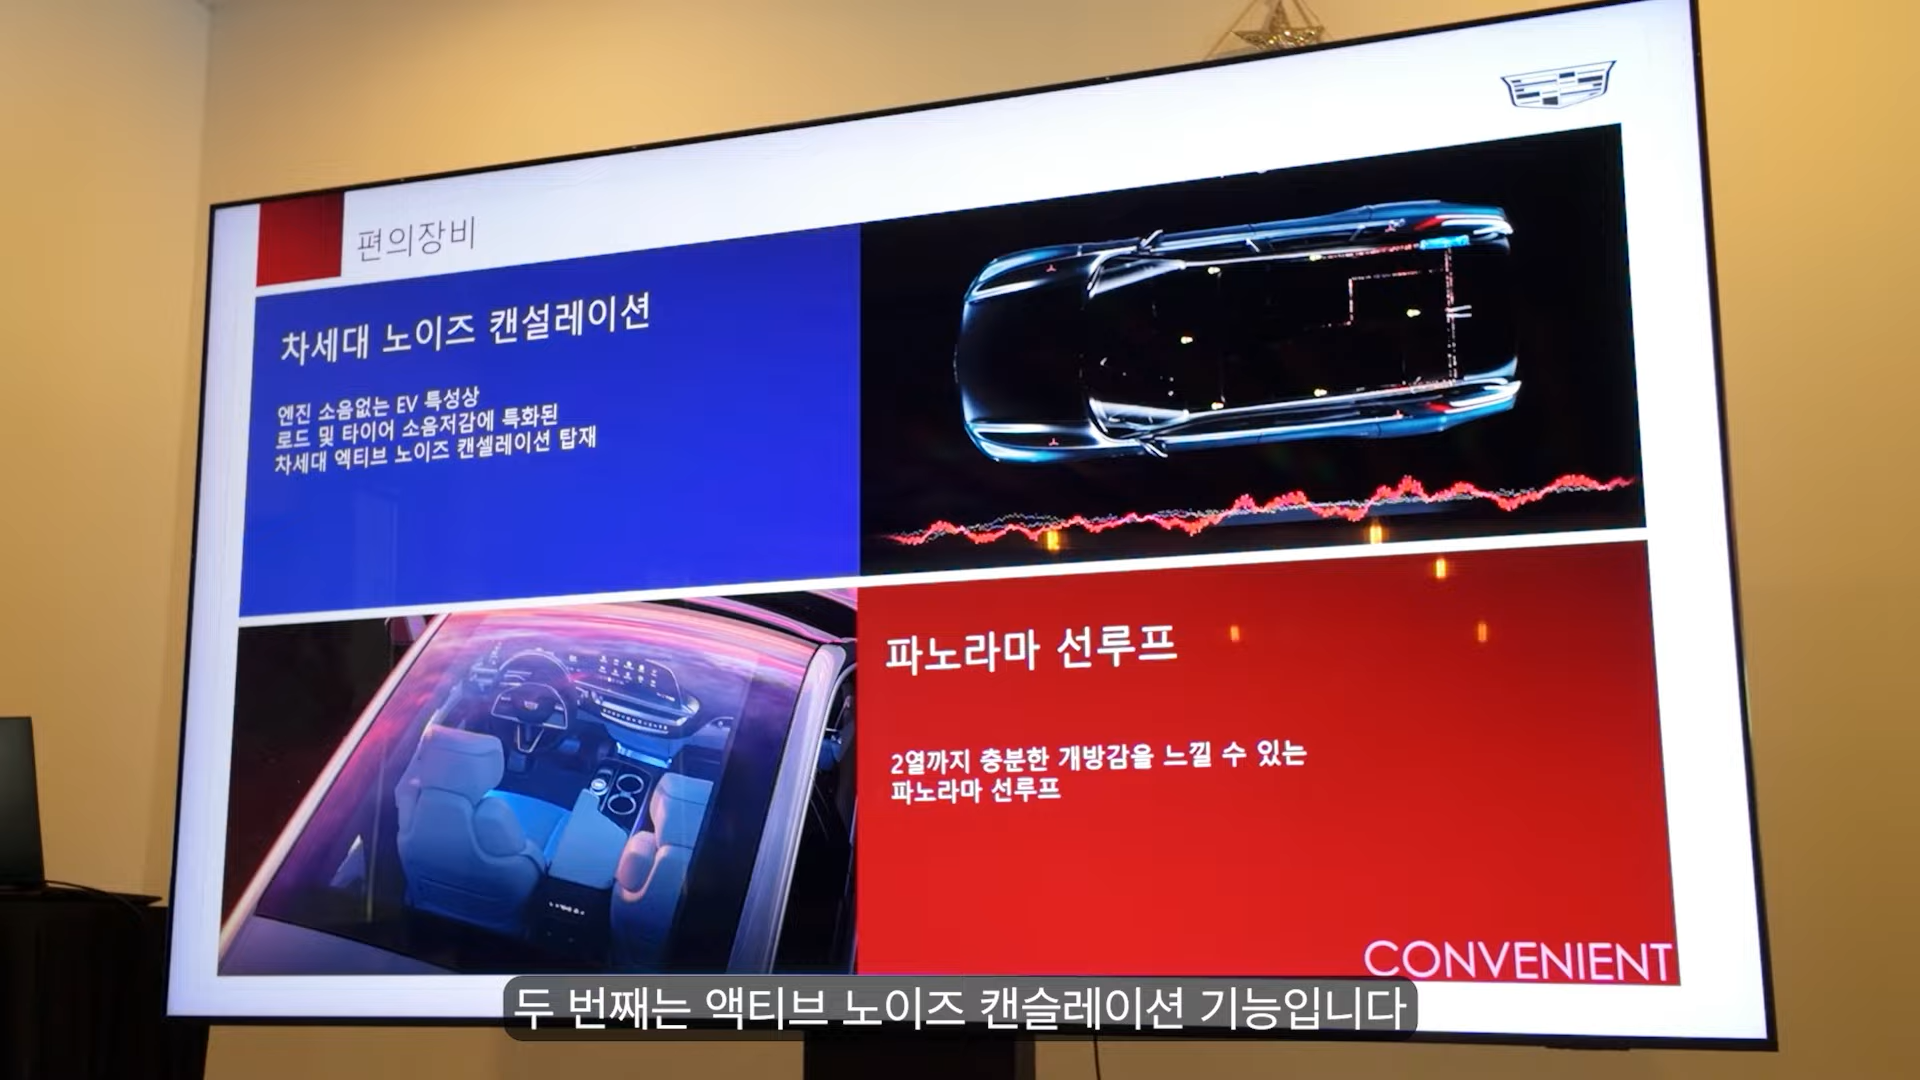 편의장비
차세대 노이즈 캔설레이션
엔진 소음없는 EV 특성상
로드 및 타이어 소음저감에 특화된
차세대 엑티브 노이즈 캔셀레이션 탑재
파노라마 선루프
2열까지 충분한 개방감을 느낄 수 있는
파노라마 선루프
CONVENIENT
두 번째는 액티브 노이즈 캔슬레이션 기능입니다